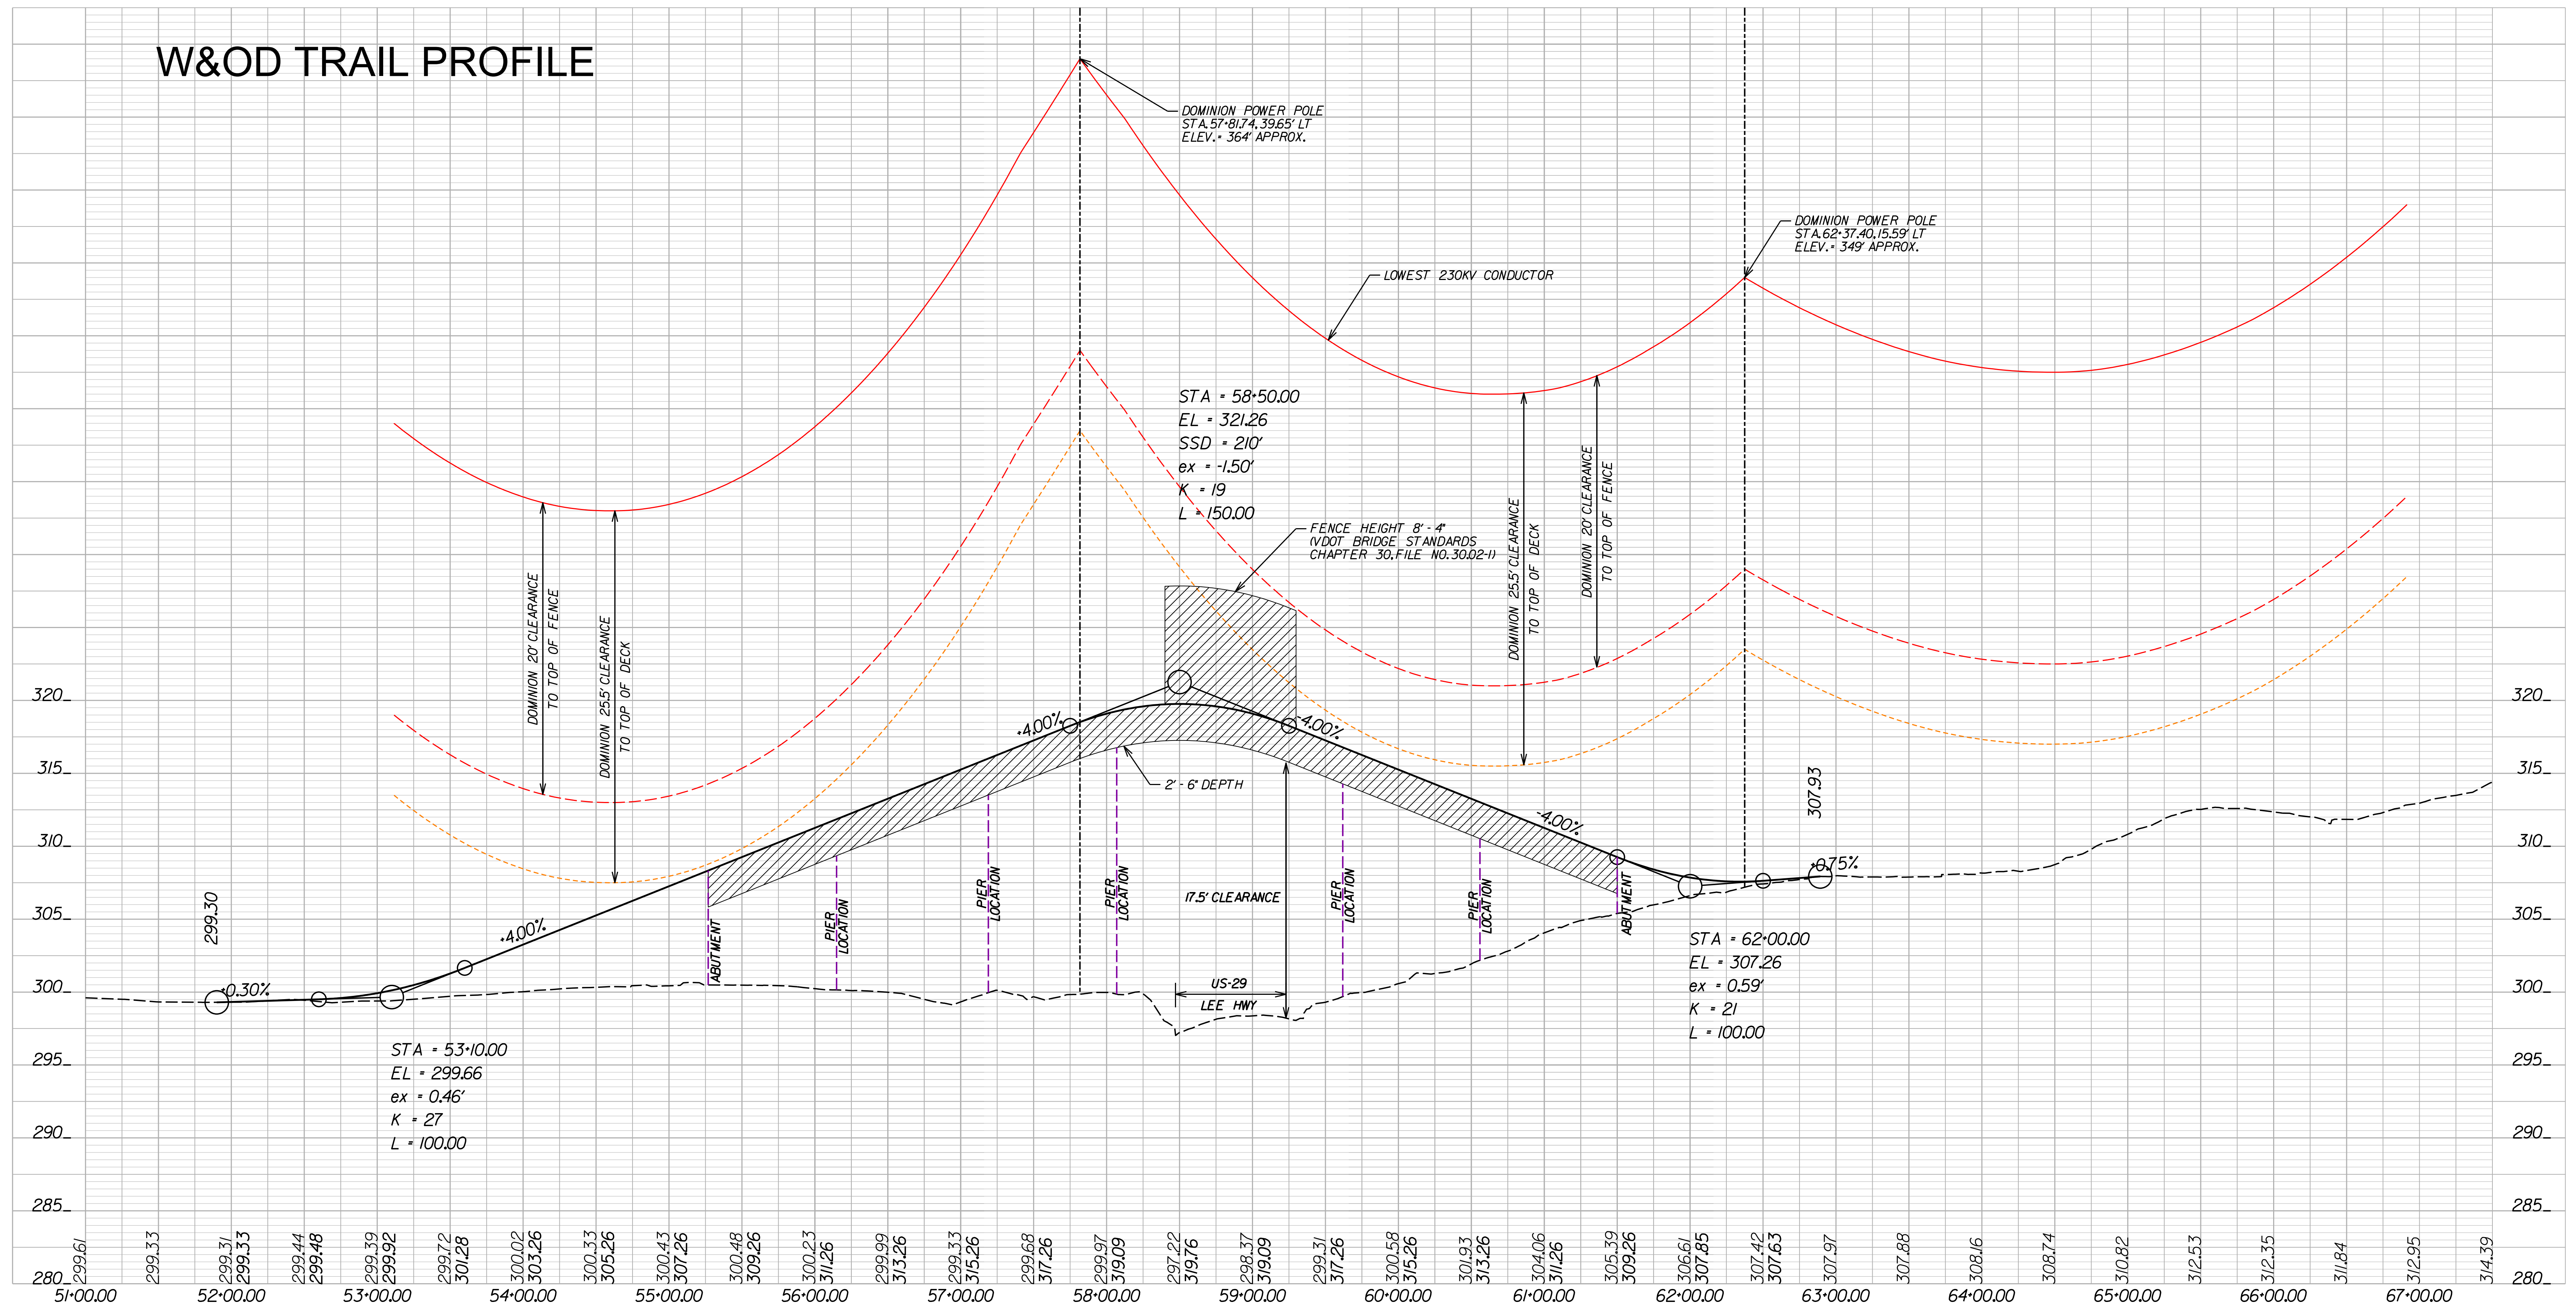 W&OD TRAIL PROFILE
DOMINION POWER POLE
STA. 57+81.74, 39.65' LT
ELEV. = 364' APPROX.
DOMINION POWER POLE
STA. 62+37.40, 15.59' LT
ELEV. = 349' APPROX.
LOWEST 230KV CONDUCTOR
STA = 58+50.00
EL = 321.26
SSD = 210'
ex = -1.50'
K = 19
L = 150.00
FENCE HEIGHT 8' - 4"
(VDOT BRIDGE STANDARDS
CHAPTER 30, FILE NO. 30.02-1)
DOMINION 20' CLEARANCE
TO TOP OF FENCE
DOMINION 25.5' CLEARANCE
TO TOP OF DECK
DOMINION 25.5' CLEARANCE
TO TOP OF DECK
DOMINION 20' CLEARANCE
TO TOP OF FENCE
320
315
310
305
300
295
290
285
280
320
315
310
305
300
295
290
285
280
299.30
+0.30%
+4.00%
+4.00%
-4.00%
-4.00%
+0.75%
307.93
2' - 6" DEPTH
17.5' CLEARANCE
US-29
LEE HWY
ABUTMENT
PIER
LOCATION
PIER
LOCATION
PIER
LOCATION
PIER
LOCATION
PIER
LOCATION
ABUTMENT
STA = 53+10.00
EL = 299.66
ex = 0.46'
K = 27
L = 100.00
STA = 62+00.00
EL = 307.26
ex = 0.59'
K = 21
L = 100.00
299.61
299.33
299.31
299.33
299.44
299.48
299.39
299.92
299.72
301.28
300.02
303.26
300.33
305.26
300.43
307.26
300.48
309.26
300.23
311.26
299.99
313.26
299.33
315.26
299.68
317.26
299.97
319.09
297.22
319.76
298.37
319.09
299.31
317.26
300.58
315.26
301.93
313.26
304.06
311.26
305.39
309.26
306.61
307.85
307.42
307.63
307.97
307.88
308.16
308.74
310.82
312.53
312.35
311.84
312.95
314.39
51+00.00 52+00.00 53+00.00 54+00.00 55+00.00 56+00.00 57+00.00 58+00.00 59+00.00 60+00.00 61+00.00 62+00.00 63+00.00 64+00.00 65+00.00 66+00.00 67+00.00